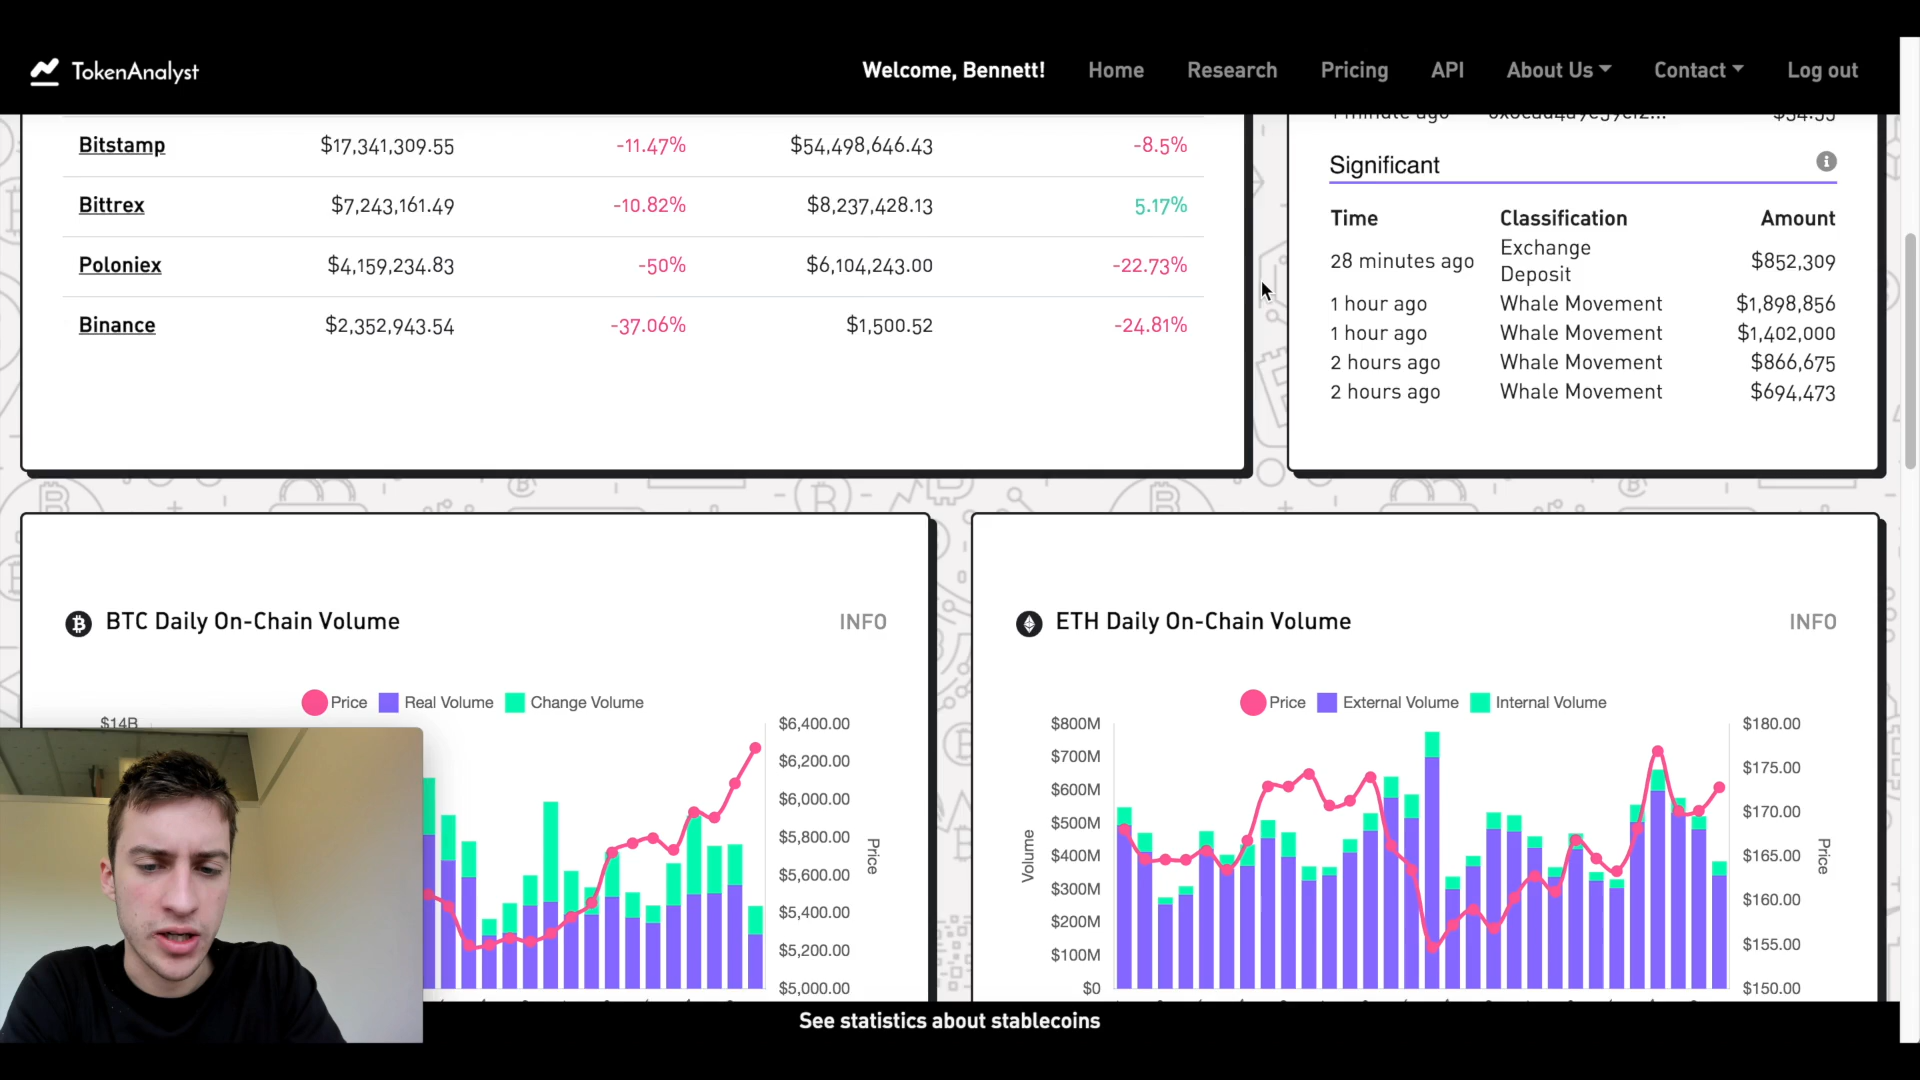 TokenAnalyst
Welcome, Bennett! Home Research Pricing API About Us Contact Log out
Bitstamp $17,341,309.55 -11.47% $54,498,646.43 -8.5%
Bittrex $7,243,161.49 -10.82% $8,237,428.13 5.17%
Poloniex $4,159,234.83 -50% $6,104,243.00 -22.73%
Binance $2,352,943.54 -37.06% $1,500.52 -24.81%
1 minute ago
Significant
Time Classification Amount
28 minutes ago Exchange Deposit $852,309
1 hour ago Whale Movement $1,898,856
1 hour ago Whale Movement $1,402,000
2 hours ago Whale Movement $866,675
2 hours ago Whale Movement $694,473
BTC Daily On-Chain Volume INFO
Price Real Volume Change Volume
$14B
$6,400.00
$6,200.00
$6,000.00
$5,800.00
$5,600.00
$5,400.00
$5,200.00
$5,000.00
Price
ETH Daily On-Chain Volume INFO
Price External Volume Internal Volume
$800M
$700M
$600M
$500M
$400M
$300M
$200M
$100M
$0
Volume
$180.00
$175.00
$170.00
$165.00
$160.00
$155.00
$150.00
Price
See statistics about stablecoins